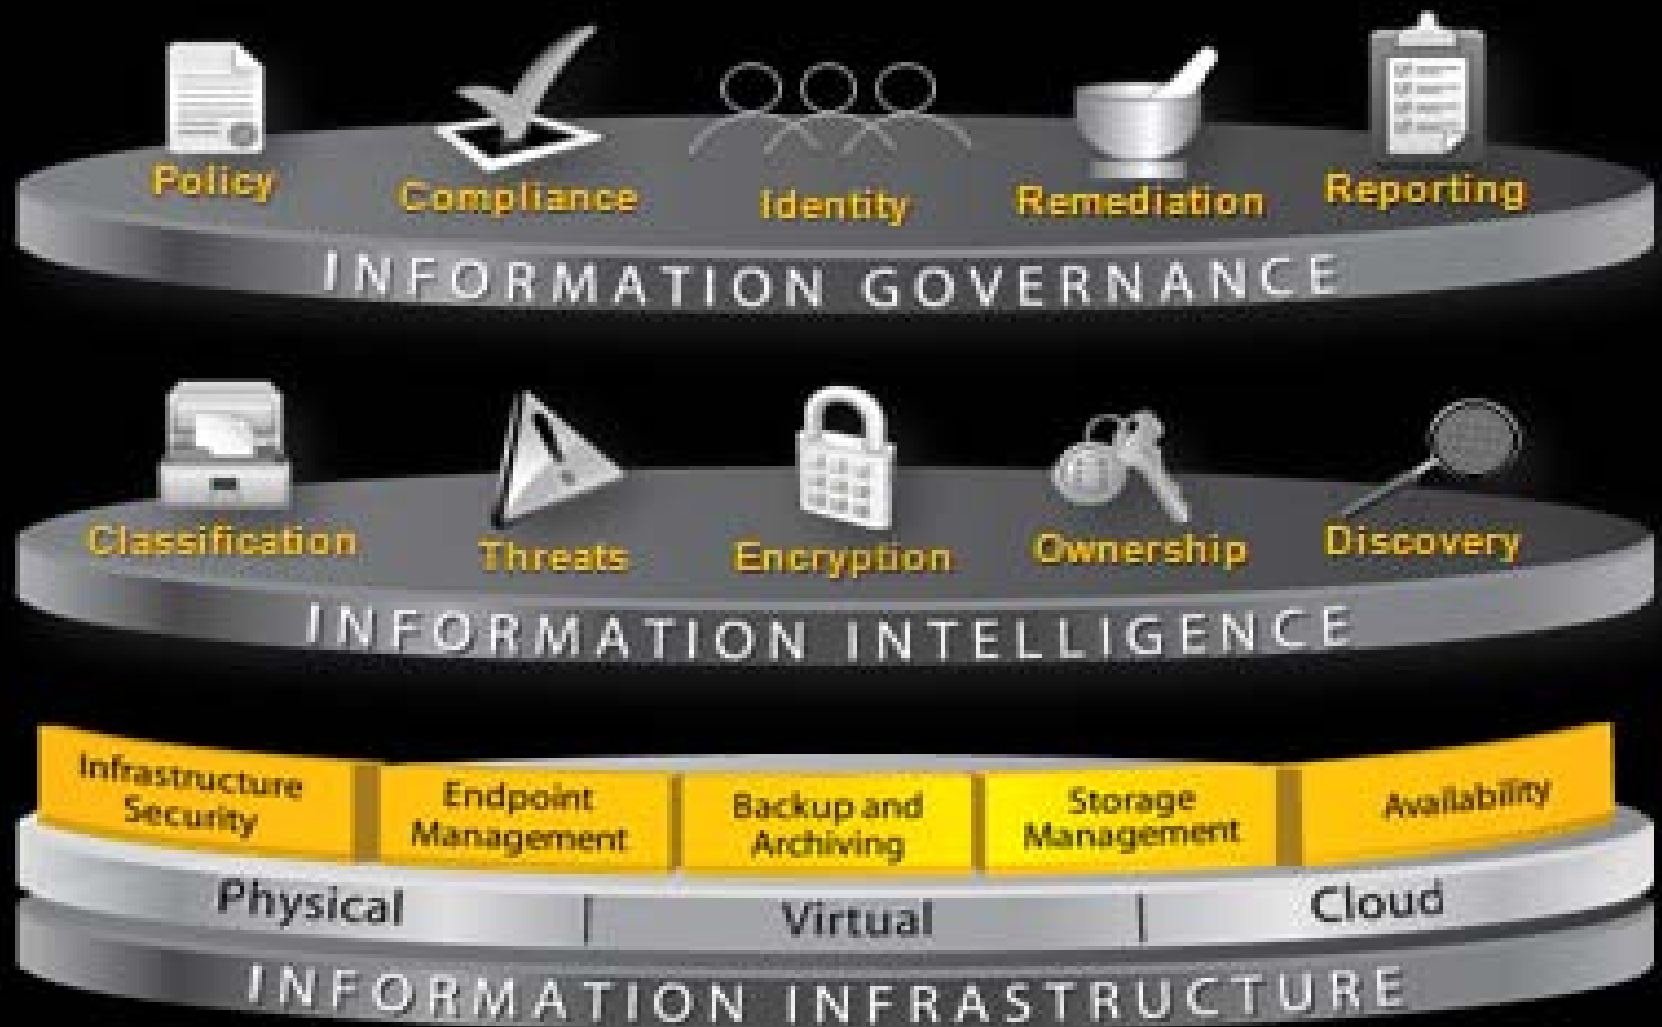 Policy
Compliance
Identity
Remediation
Reporting
INFORMATION GOVERNANCE
Classification
Threats
Encryption
Ownership
Discovery
INFORMATION INTELLIGENCE
Infrastructure
Security
Endpoint
Management
Backup and
Archiving
Storage
Management
Availability
Physical
Virtual
Cloud
INFORMATION INFRASTRUCTURE